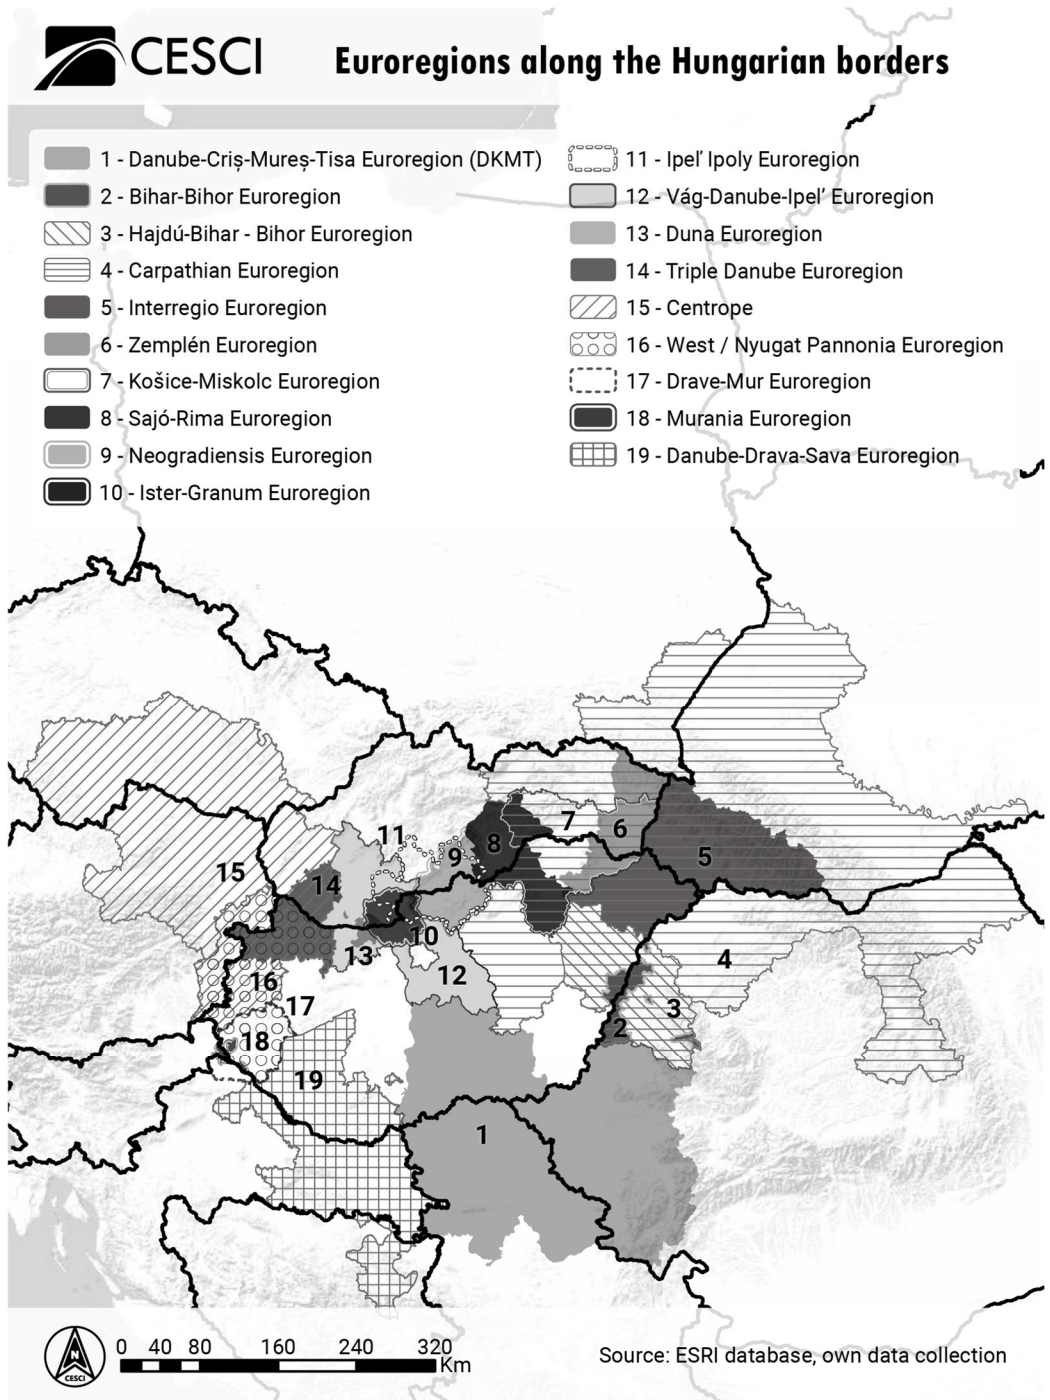 CESCI
Euroregions along the Hungarian borders
1 - Danube-Criș-Mureș-Tisa Euroregion (DKMT)
2 - Bihar-Bihor Euroregion
3 - Hajdú-Bihar - Bihor Euroregion
4 - Carpathian Euroregion
5 - Interregio Euroregion
6 - Zemplén Euroregion
7 - Košice-Miskolc Euroregion
8 - Sajó-Rima Euroregion
9 - Neogradiensis Euroregion
10 - Ister-Granum Euroregion
11 - Ipeľ Ipoly Euroregion
12 - Vág-Danube-Ipeľ Euroregion
13 - Duna Euroregion
14 - Triple Danube Euroregion
15 - Centrope
16 - West / Nyugat Pannonia Euroregion
17 - Drave-Mur Euroregion
18 - Murania Euroregion
19 - Danube-Drava-Sava Euroregion
11
7
6
8
9
5
15
14
10
13
4
12
16
17
3
2
18
19
1
N
CESCI
0 40 80 160 240 320
Km
Source: ESRI database, own data collection